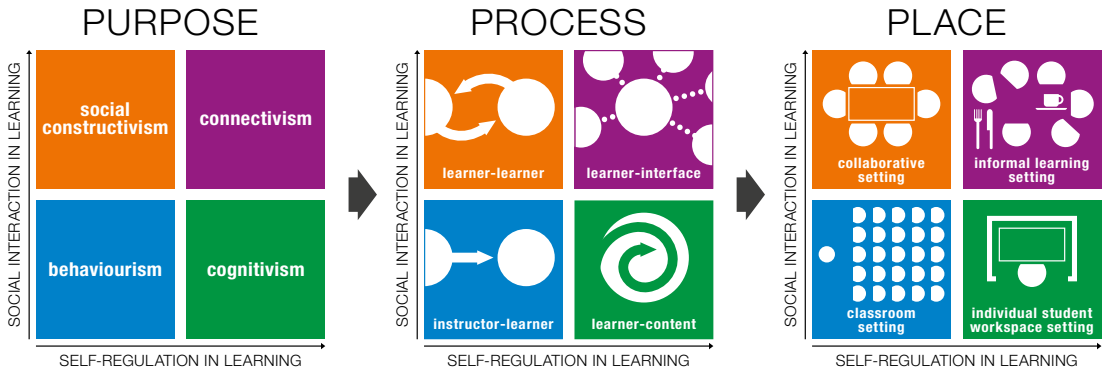 PURPOSE
SOCIAL INTERACTION IN LEARNING
social
constructivism
connectivism
behaviourism
cognitivism
SELF-REGULATION IN LEARNING
PROCESS
SOCIAL INTERACTION IN LEARNING
learner-learner
learner-interface
instructor-learner
learner-content
SELF-REGULATION IN LEARNING
PLACE
SOCIAL INTERACTION IN LEARNING
collaborative
setting
informal learning
setting
classroom
setting
individual student
workspace setting
SELF-REGULATION IN LEARNING